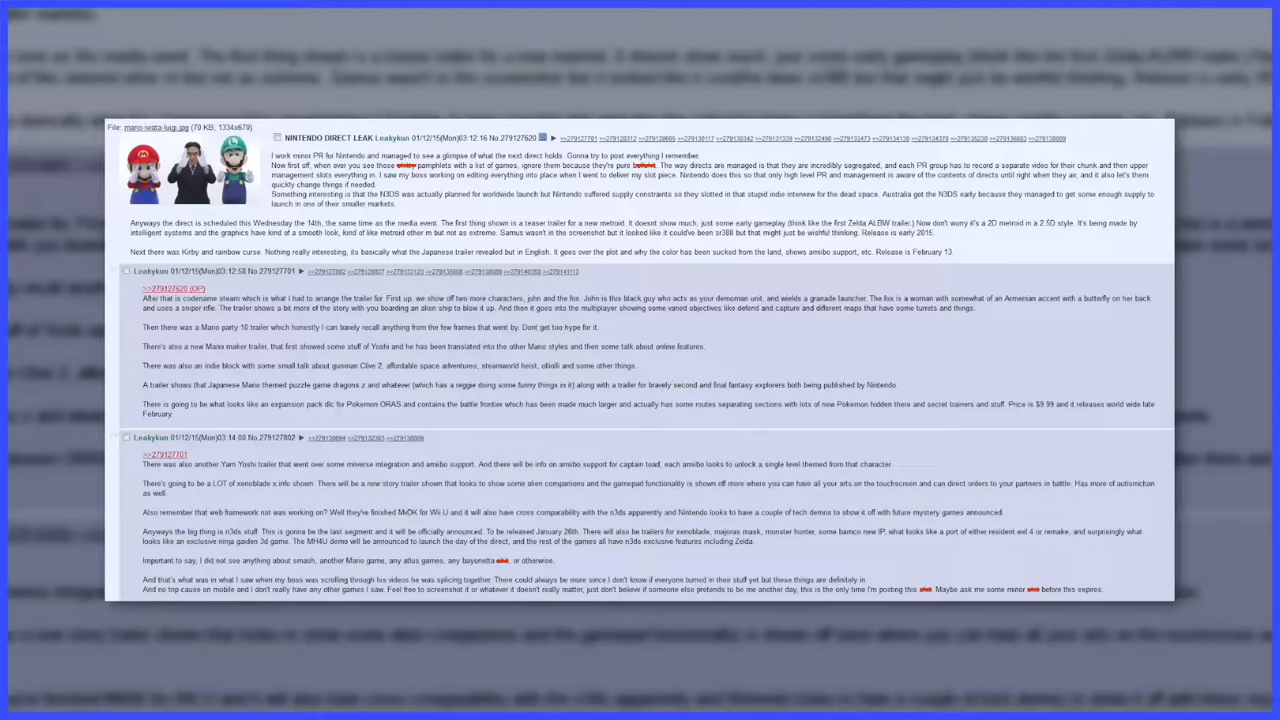 File: mario-iwata-luigi.jpg (70 KB, 1334x670)
NINTENDO DIRECT LEAK Leakykun 01/12/15(Mon)03:12:16 No.279127620 ▶ >>279127701 >>279128312 >>279128605 >>279130117 >>279130342 >>279131339 >>279132498 >>279133473 >>279134130 >>279134370 >>279135238 >>279136883 >>279138089
I work minor PR for Nintendo and managed to see a glimpse of what the next direct holds. Gonna try to post everything I remember.
Now first off, when over you see those pamphlets with a list of games, ignore them because they're pure The way directs are managed is that they are incredibly segregated, and each PR group has to record a separate video for their chunk and then upper
management slots everything in. I saw my boss working on editing everything into place when I went to deliver my slot piece. Nintendo does this so that only high level PR and management is aware of the contents of directs until right when they air, and it also let's them
quickly change things if needed.
Something interesting is that the N3DS was actually planned for worldwide launch but Nintendo suffered supply constraints so they slotted in that stupid indie interview for the dead space. Australia got the N3DS early because they managed to get some enough supply to
launch in one of their smaller markets.
Anyways the direct is scheduled this Wednesday the 14th, the same time as the media event. The first thing shown is a teaser trailer for a new metroid. It doesnt show much, just some early gameplay (think like the first Zelda:ALBW trailer.) Now don't worry it's a 2D metroid in a 2.5D style. It's being made by
intelligent systems and the graphics have kind of a smooth look, kind of like metroid other m but not as extreme. Samus wasn't in the screenshot but it looked like it could've been sr388 but that might just be wishful thinking. Release is early 2015.
Next there was Kirby and rainbow curse. Nothing really interesting, its basically what the Japanese trailer revealed but in English. It goes over the plot and why the color has been sucked from the land, shows amiibo support, etc. Release is February 13.
Leakykun 01/12/15(Mon)03:12:58 No.279127701 ▶ >>279127802 >>279128837 >>279133123 >>279135608 >>279138089 >>279140358 >>279141113
>>279127620 (OP)
After that is codename steam which is what I had to arrange the trailer for. First up, we show off two more characters, john and the fox. John is this black guy who acts as your demoman unit, and wields a granade launcher. The fox is a woman with somewhat of an Armenian accent with a butterfly on her back
and uses a sniper rifle. The trailer shows a bit more of the story with you boarding an alien ship to blow it up. And then it goes into the multiplayer showing some varied objectives like defend and capture and different maps that have some turrets and things.
Then there was a Mario party 10 trailer which honestly I can barely recall anything from the few frames that went by. Dont get too hype for it.
There's also a new Mario maker trailer, that first showed some stuff of Yoshi and he has been translated into the other Mario styles and then some talk about online features.
There was also an indie block with some small talk about gunman Clive 2, affordable space adventures, steamworld heist, olliolli and some other things.
A trailer shows that Japanese Mario themed puzzle game dragons z and whatever (which has a reggie doing some funny things in it) along with a trailer for bravely second and final fantasy explorers both being published by Nintendo.
There is going to be what looks like an expansion pack dlc for Pokemon ORAS and contains the battle frontier which has been made much larger and actually has some routes separating sections with lots of new Pokemon hidden there and secret trainers and stuff. Price is $9.99 and it releases world wide late
February.
Leakykun 01/12/15(Mon)03:14:00 No.279127802 ▶ >>279130694 >>279132303 >>279138089
>>279127701
There was also another Yarn Yoshi trailer that went over some miiverse integration and amiibo support. And there will be info on amiibo support for captain toad, each amiibo looks to unlock a single level themed from that character.
There's going to be a LOT of xenoblade x info shown. There will be a new story trailer shown that looks to show some alien companions and the gamepad functionality is shown off more where you can have all your arts on the touchscreen and can direct orders to your partners in battle. Has more of autismchan
as well.
Also remember that web framework nst was working on? Well they've finished MxDK for Wii U and it will also have cross comparability with the n3ds apparently and Nintendo looks to have a couple of tech demos to show it off with future mystery games announced.
Anyways the big thing is n3ds stuff. This is gonna be the last segment and it will be officially announced. To be released January 26th. There will also be trailers for xenoblade, majoras mask, monster hunter, some bamco new IP, what looks like a port of either resident evil 4 or remake, and surprisingly what
looks like an exclusive ninja gaiden 3d game. The MH4U demo will be announced to launch the day of the direct, and the rest of the games all have n3ds exclusive features including Zelda.
Important to say, I did not see anything about smash, another Mario game, any atlus games, any bayonetta , or otherwise.
And that's what was in what I saw when my boss was scrolling through his videos he was splicing together. There could always be more since I don't know if everyone turned in their stuff yet but these things are definitely in
And no trip cause on mobile and I don't really have any other games I saw. Feel free to screenshot it or whatever it doesn't really matter, just don't believe if someone else pretends to be me another day, this is the only time I'm posting this . Maybe ask me some minor before this expires.